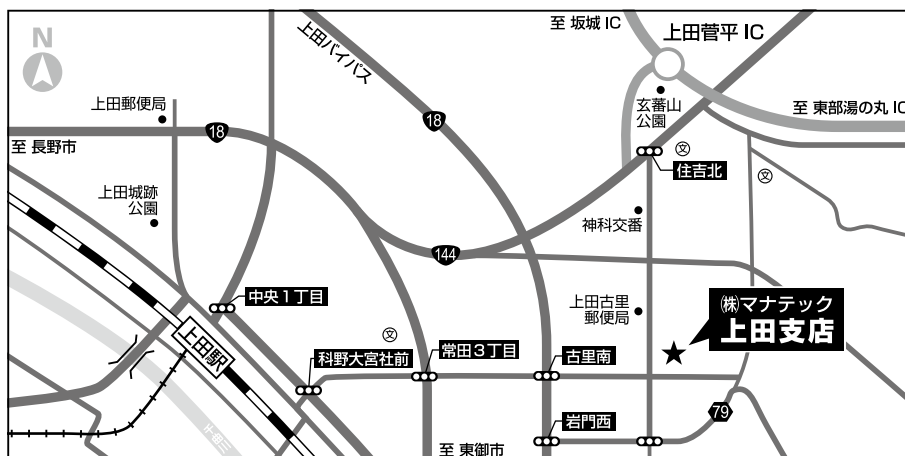 N
至 坂城 IC
上田菅平 IC
上田バイパス
上田郵便局
18
18
玄蕃山
公園
至 東部湯の丸 IC
至 長野市
文
住吉北
文
上田城跡
公園
神科交番
144
中央1丁目
上田古里
郵便局
㈱マナテック
上田支店
文
上田駅
科野大宮社前
常田3丁目
古里南
79
岩門西
至 東御市